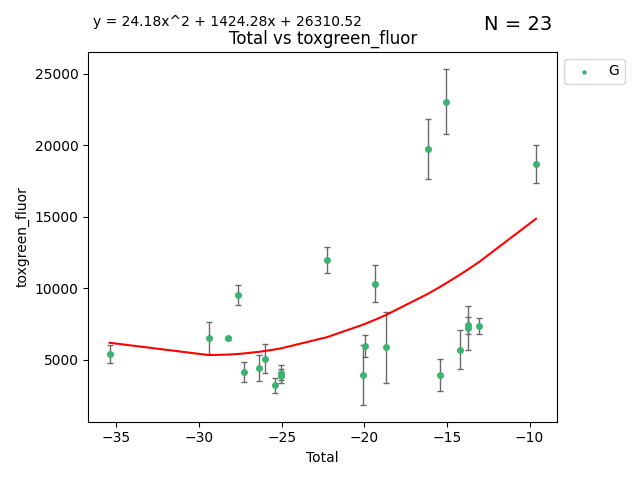 y = 24.18x^2 + 1424.28x + 26310.52
N = 23
Total vs toxgreen_fluor
G
25000
20000
15000
10000
5000
toxgreen_fluor
−35
−30
−25
−20
−15
−10
Total